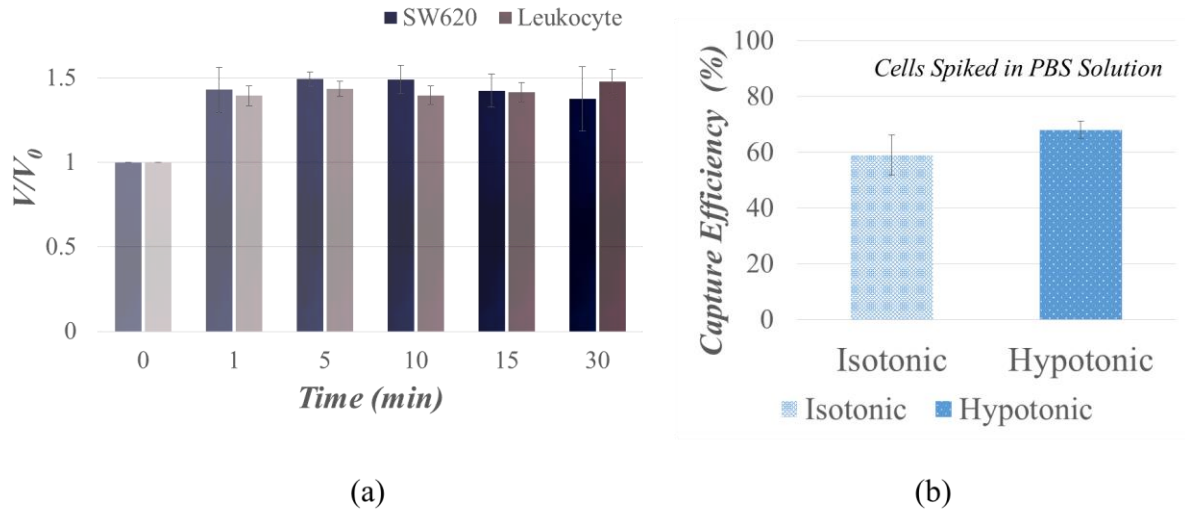 SW620 Leukocyte
1.5
1
0.5
0
V/V0
0 1 5 10 15 30
Time (min)
(a)
100
80
60
40
20
0
Capture Efficiency (%)
Cells Spiked in PBS Solution
Isotonic Hypotonic
Isotonic Hypotonic
(b)